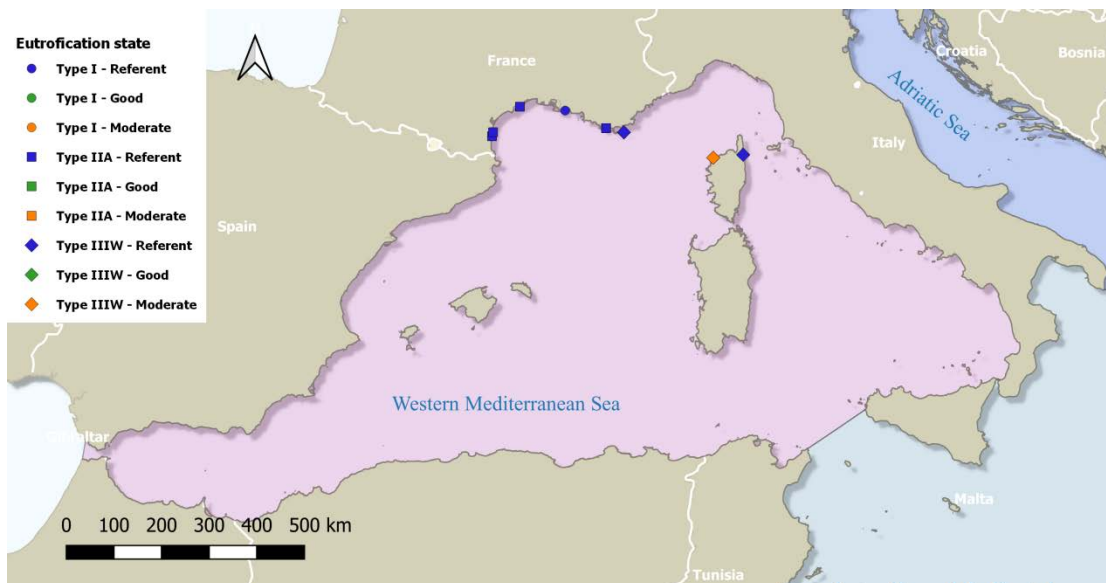 Eutrofication state
Type I - Referent
Type I - Good
Type I - Moderate
Type IIA - Referent
Type IIA - Good
Type IIA - Moderate
Type IIIW - Referent
Type IIIW - Good
Type IIIW - Moderate
France
Croatia
Bosnia
Adriatic Sea
Italy
Spain
Western Mediterranean Sea
Gibraltar
Malta
Tunisia
0 100 200 300 400 500 km